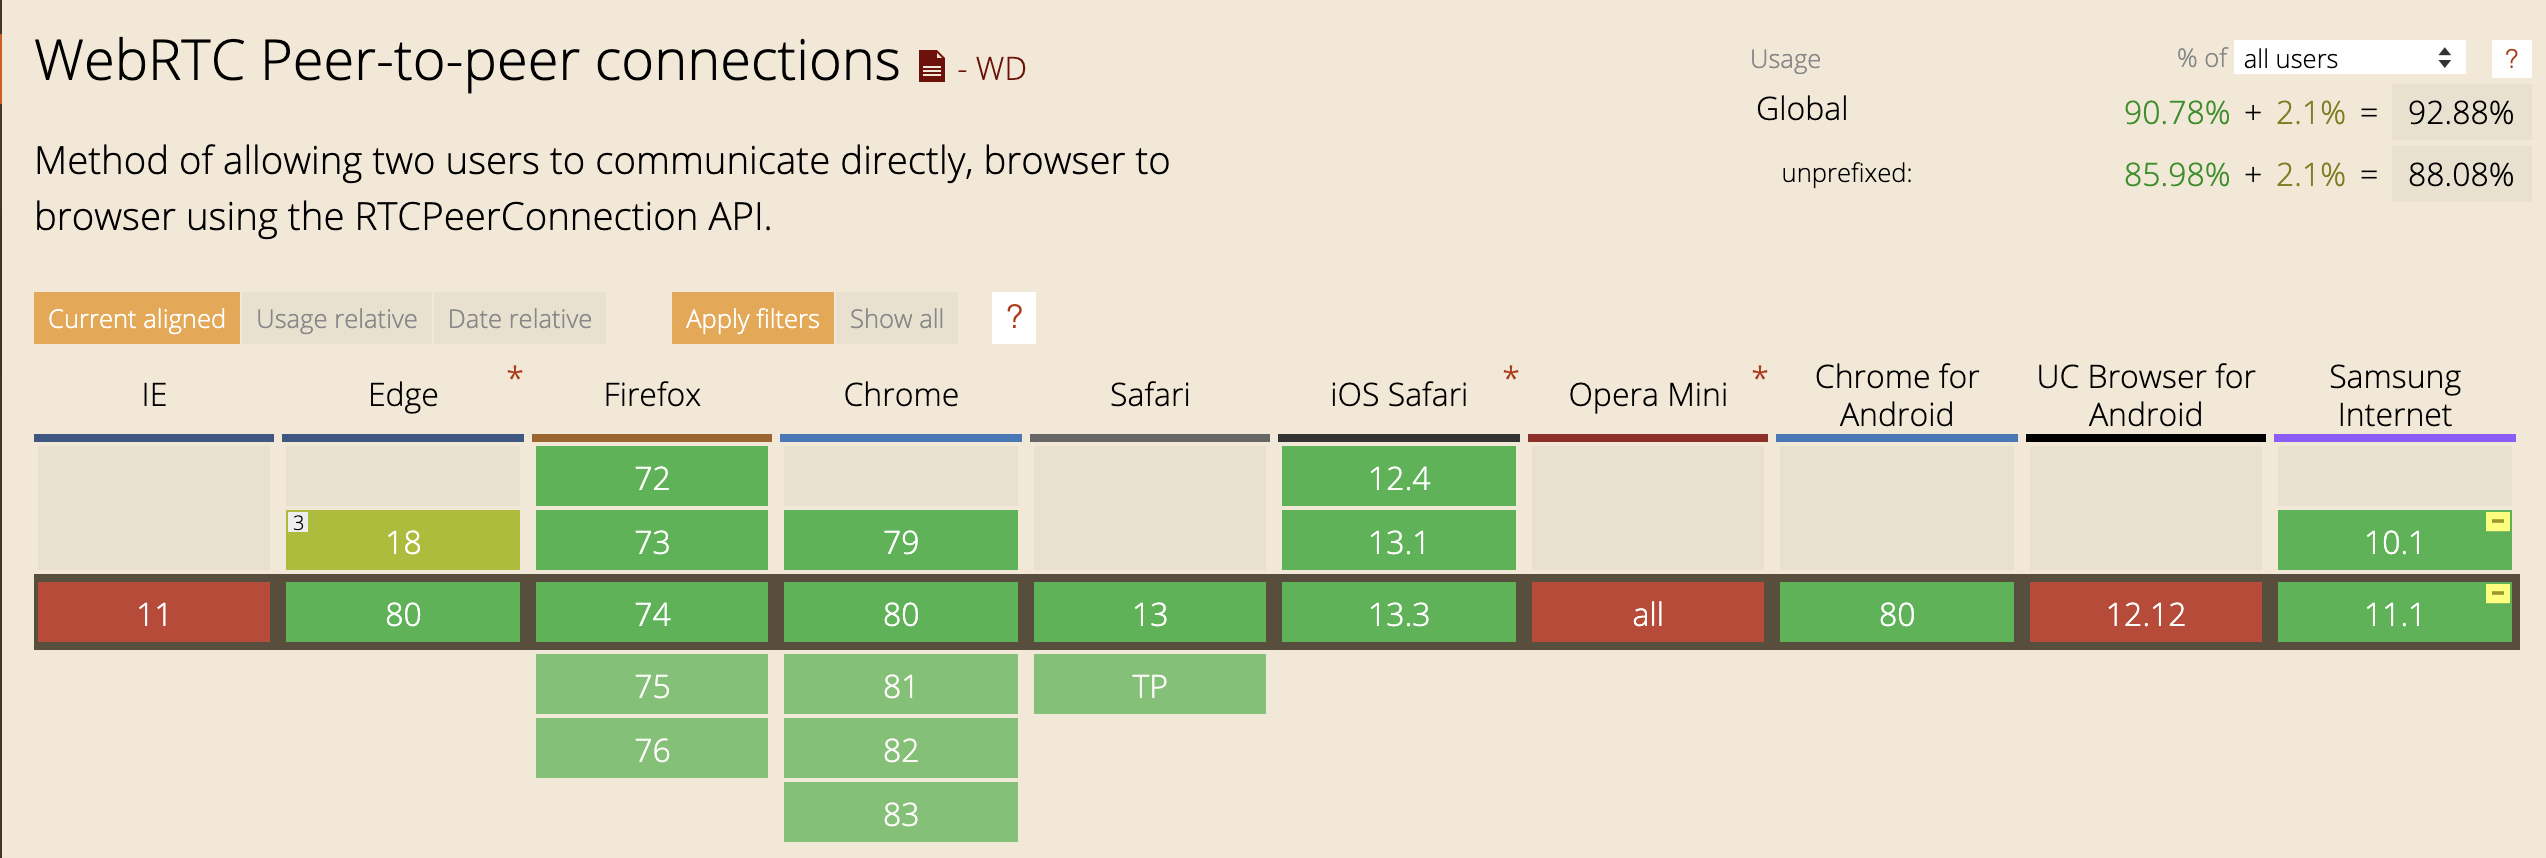 WebRTC Peer-to-peer connections - WD
Usage % of all users ?
Global 90.78% + 2.1% = 92.88%
unprefixed: 85.98% + 2.1% = 88.08%
Method of allowing two users to communicate directly, browser to
browser using the RTCPeerConnection API.
Current aligned Usage relative Date relative Apply filters Show all ?
IE Edge * Firefox Chrome Safari iOS Safari * Opera Mini * Chrome for Android UC Browser for Android Samsung Internet
72 12.4
3 18 73 79 13.1 10.1
11 80 74 80 13 13.3 all 80 12.12 11.1
75 81 TP
76 82
83